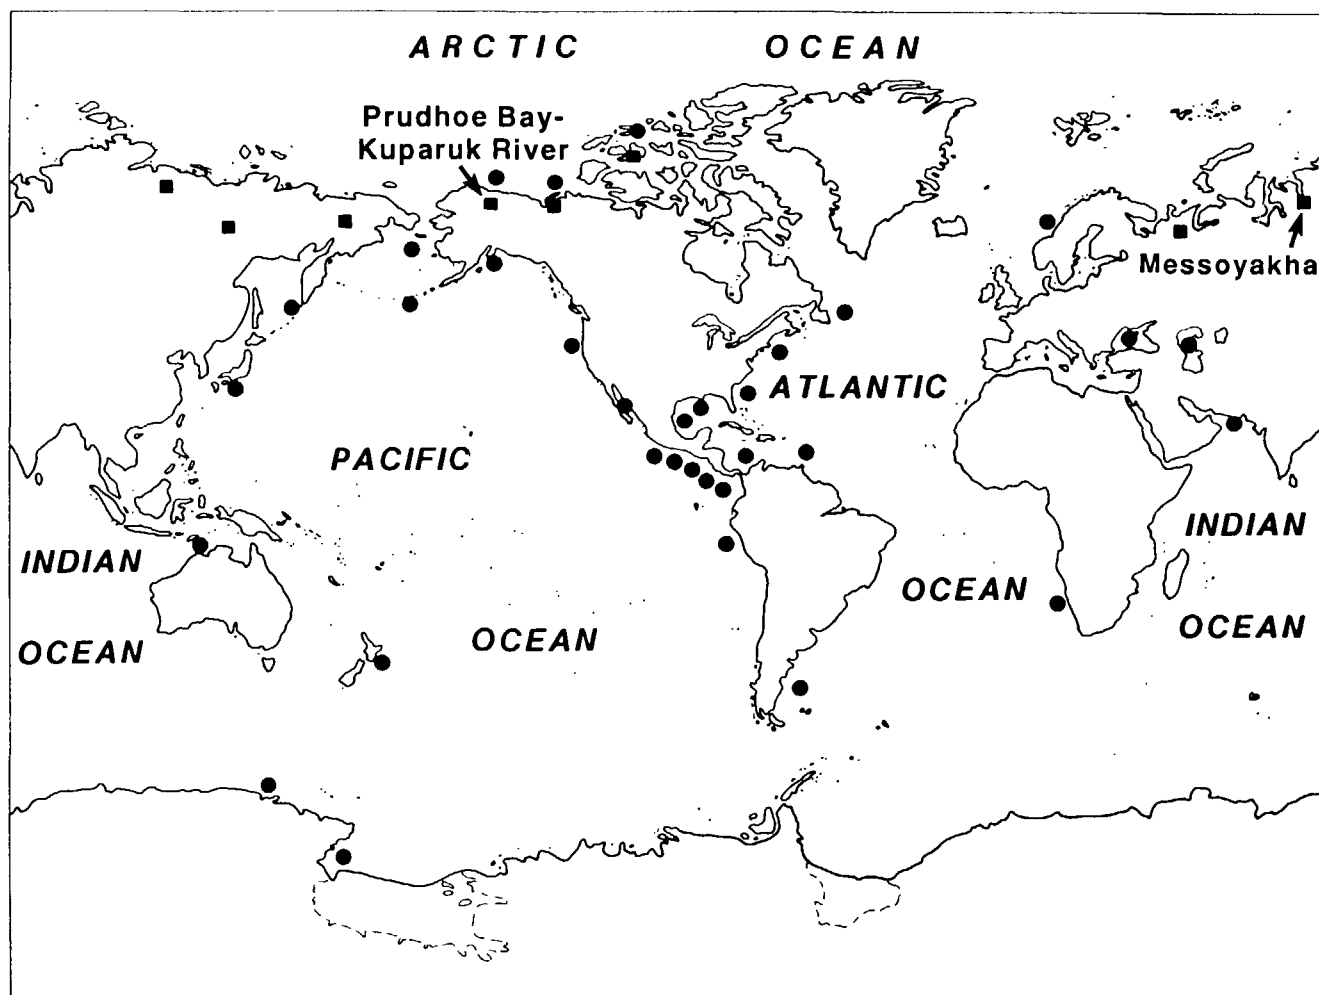 ARCTIC OCEAN
Prudhoe Bay-
Kuparuk River
Messoyakha
ATLANTIC
PACIFIC
INDIAN
INDIAN
OCEAN
OCEAN
OCEAN
OCEAN